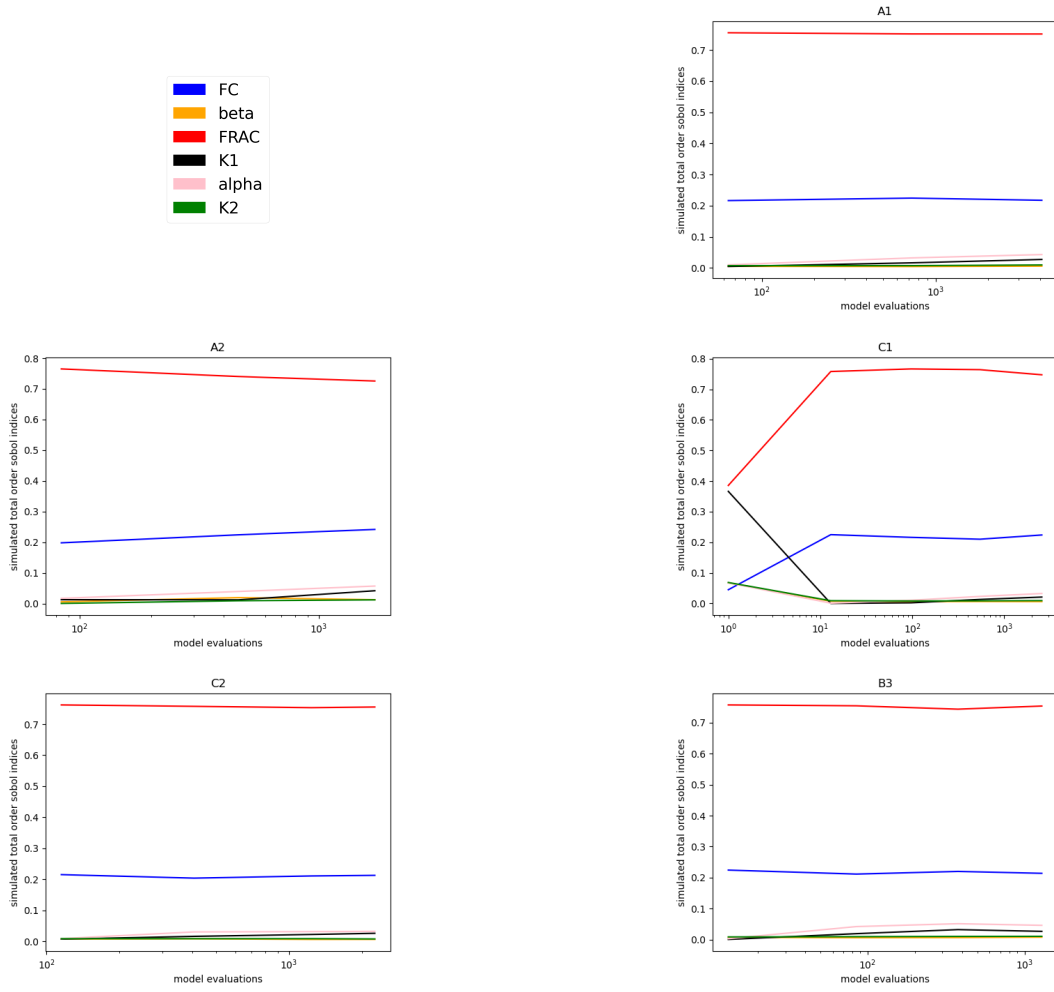 FC
beta
FRAC
K1
alpha
K2
A1
simulated total order sobol indices
0.7
0.6
0.5
0.4
0.3
0.2
0.1
0.0
10² 10³
model evaluations
A2
simulated total order sobol indices
0.8
0.7
0.6
0.5
0.4
0.3
0.2
0.1
0.0
10² 10³
model evaluations
C1
simulated total order sobol indices
0.8
0.7
0.6
0.5
0.4
0.3
0.2
0.1
0.0
10⁰ 10¹ 10² 10³
model evaluations
C2
simulated total order sobol indices
0.7
0.6
0.5
0.4
0.3
0.2
0.1
0.0
10² 10³
model evaluations
B3
simulated total order sobol indices
0.7
0.6
0.5
0.4
0.3
0.2
0.1
0.0
10² 10³
model evaluations